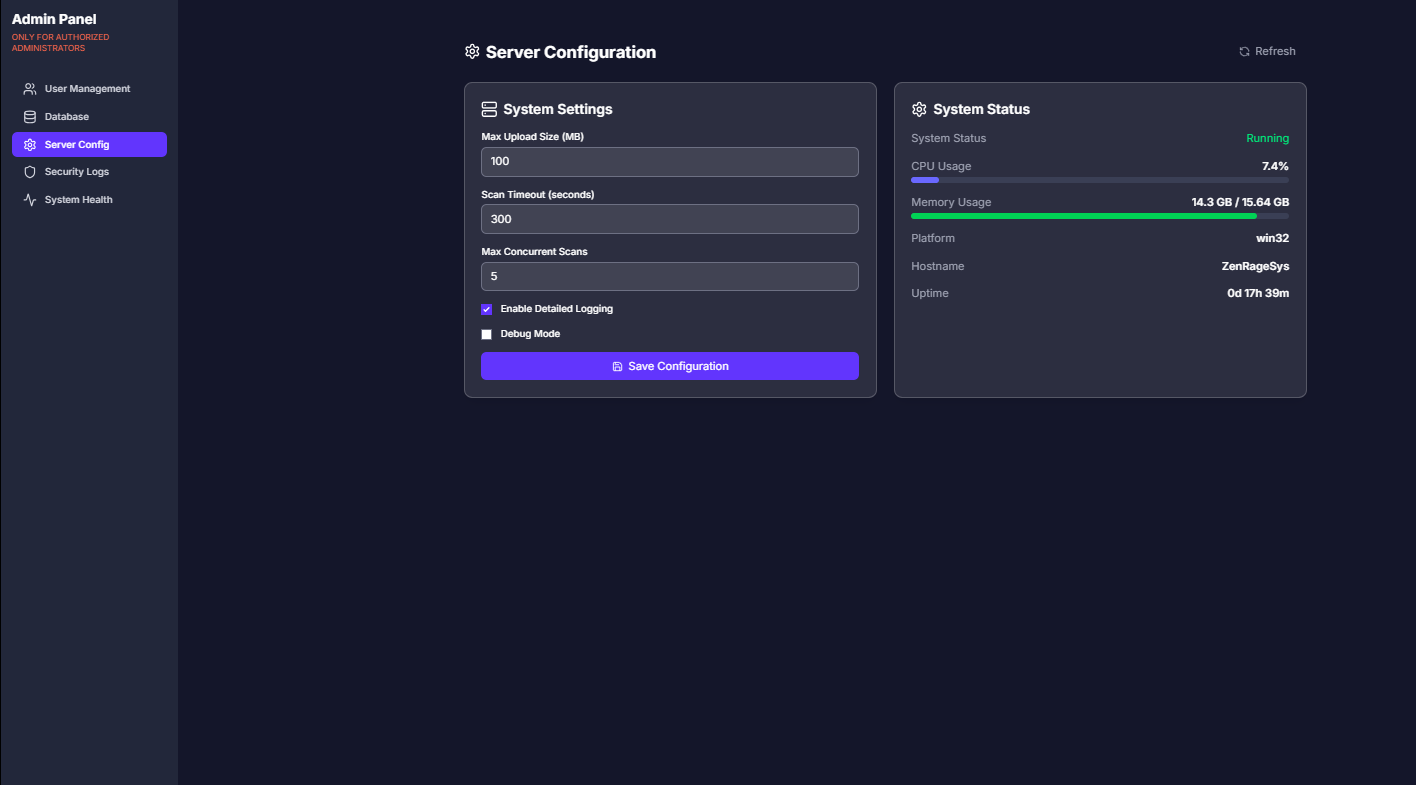 Admin Panel
ONLY FOR AUTHORIZED
ADMINISTRATORS
User Management
Database
Server Config
Security Logs
System Health
Server Configuration
Refresh
System Settings
Max Upload Size (MB)
100
Scan Timeout (seconds)
300
Max Concurrent Scans
5
Enable Detailed Logging
Debug Mode
Save Configuration
System Status
System Status Running
CPU Usage 7.4%
Memory Usage 14.3 GB / 15.64 GB
Platform win32
Hostname ZenRageSys
Uptime 0d 17h 39m